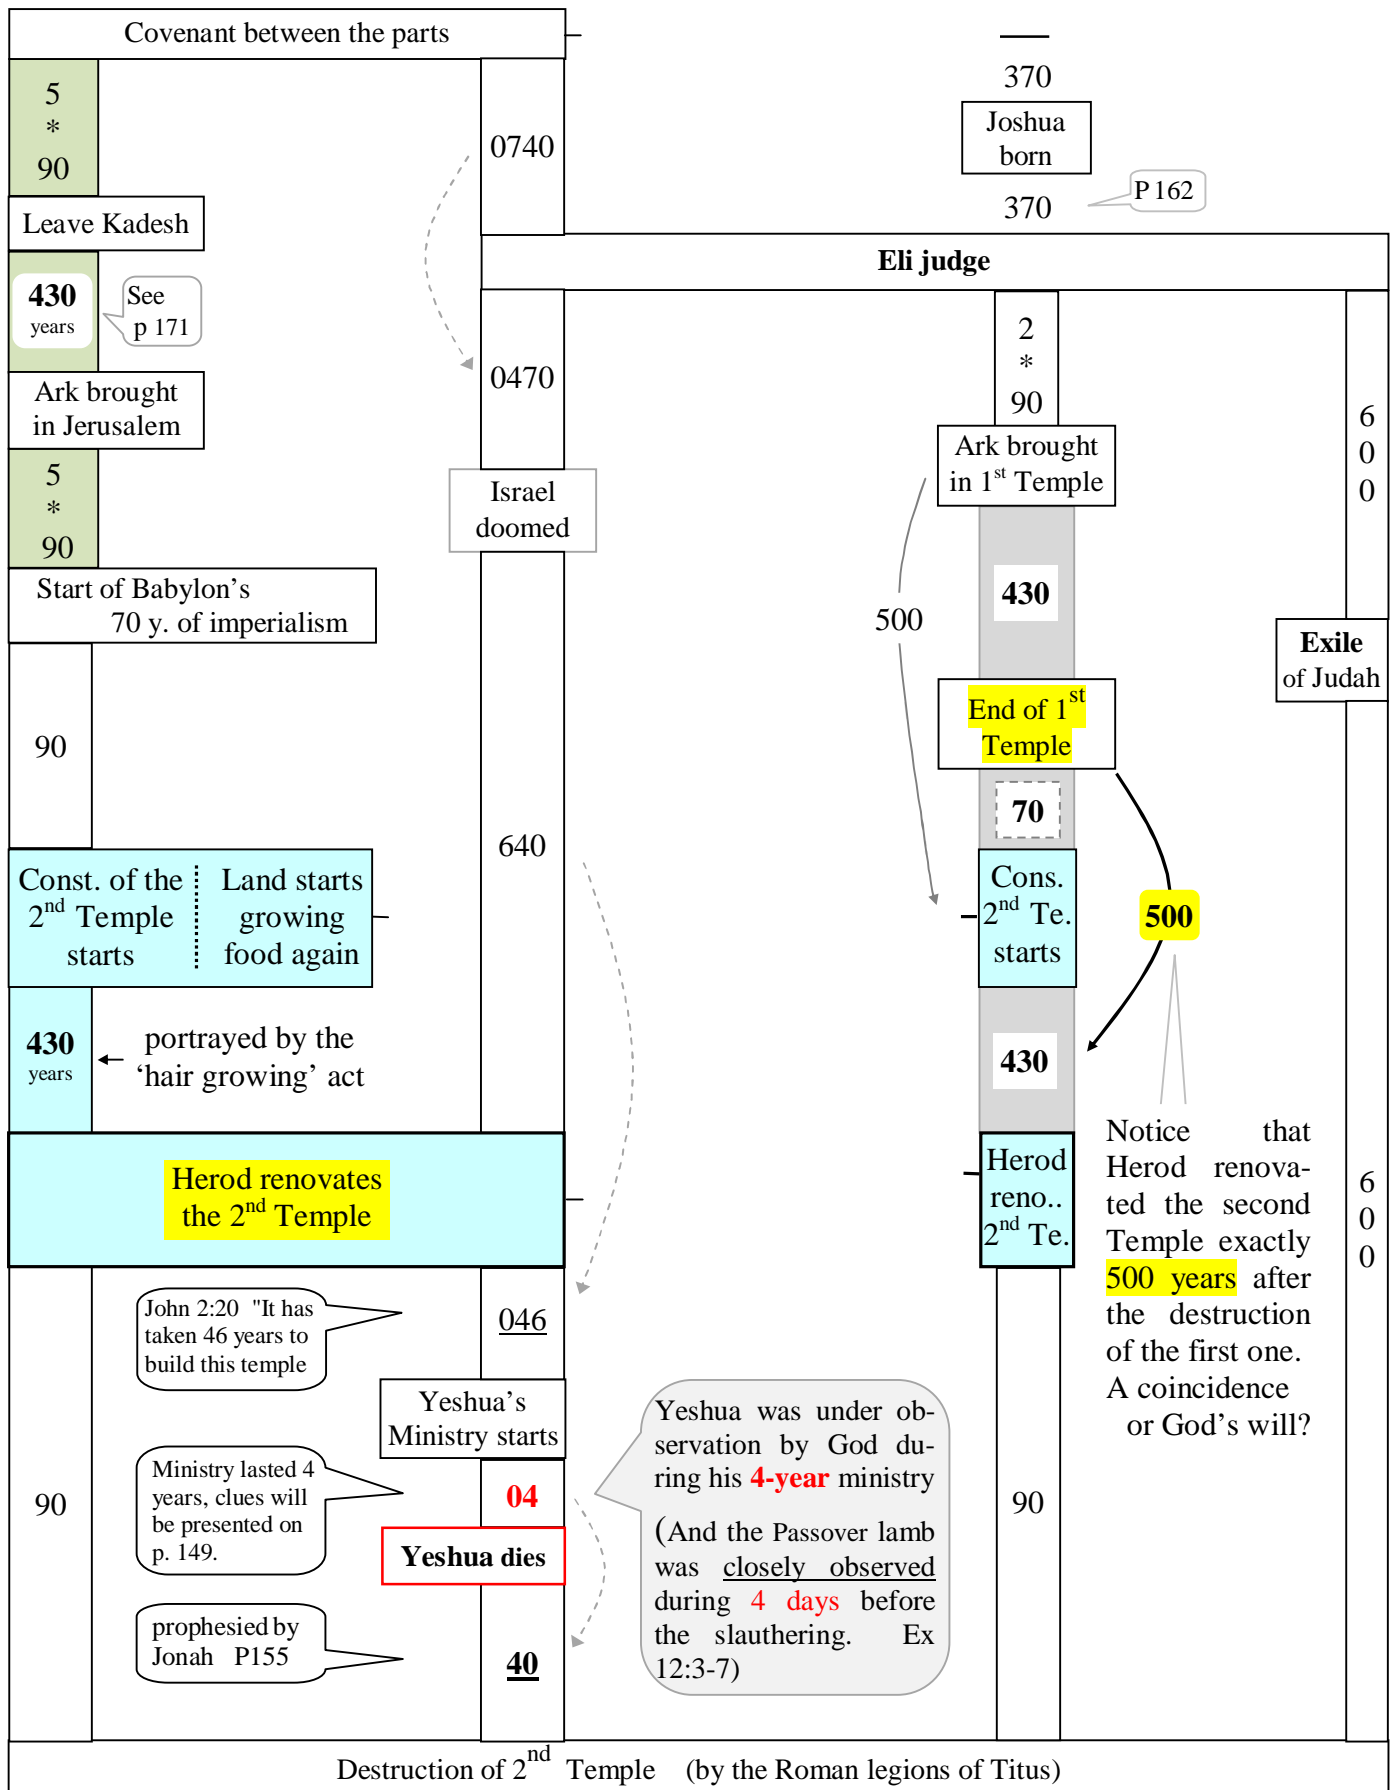 Covenant between the parts
5
*
90
Leave Kadesh
430
years
See
p 171
Ark brought
in Jerusalem
5
*
90
Start of Babylon’s
70 y. of imperialism
90
Const. of the
2nd Temple
starts
Land starts
growing
food again
430
years
portrayed by the
‘hair growing’ act
Herod renovates
the 2nd Temple
90
0740
0470
Israel
doomed
640
John 2:20 "It has
taken 46 years to
build this temple
046
Yeshua’s
Ministry starts
Ministry lasted 4
years, clues will
be presented on
p. 149.
04
Yeshua dies
prophesied by
Jonah P155
40
Yeshua was under ob-
servation by God du-
ring his 4-year ministry
(And the Passover lamb
was closely observed
during 4 days before
the slauthering. Ex
12:3-7)
370
Joshua
born
370
P 162
Eli judge
2
*
90
Ark brought
in 1st Temple
500
430
End of 1st
Temple
70
Cons.
2nd Te.
starts
500
430
Herod
reno..
2nd Te.
90
Notice that
Herod renova-
ted the second
Temple exactly
500 years after
the destruction
of the first one.
A coincidence
or God’s will?
6
0
0
Exile
of Judah
6
0
0
Destruction of 2nd Temple (by the Roman legions of Titus)